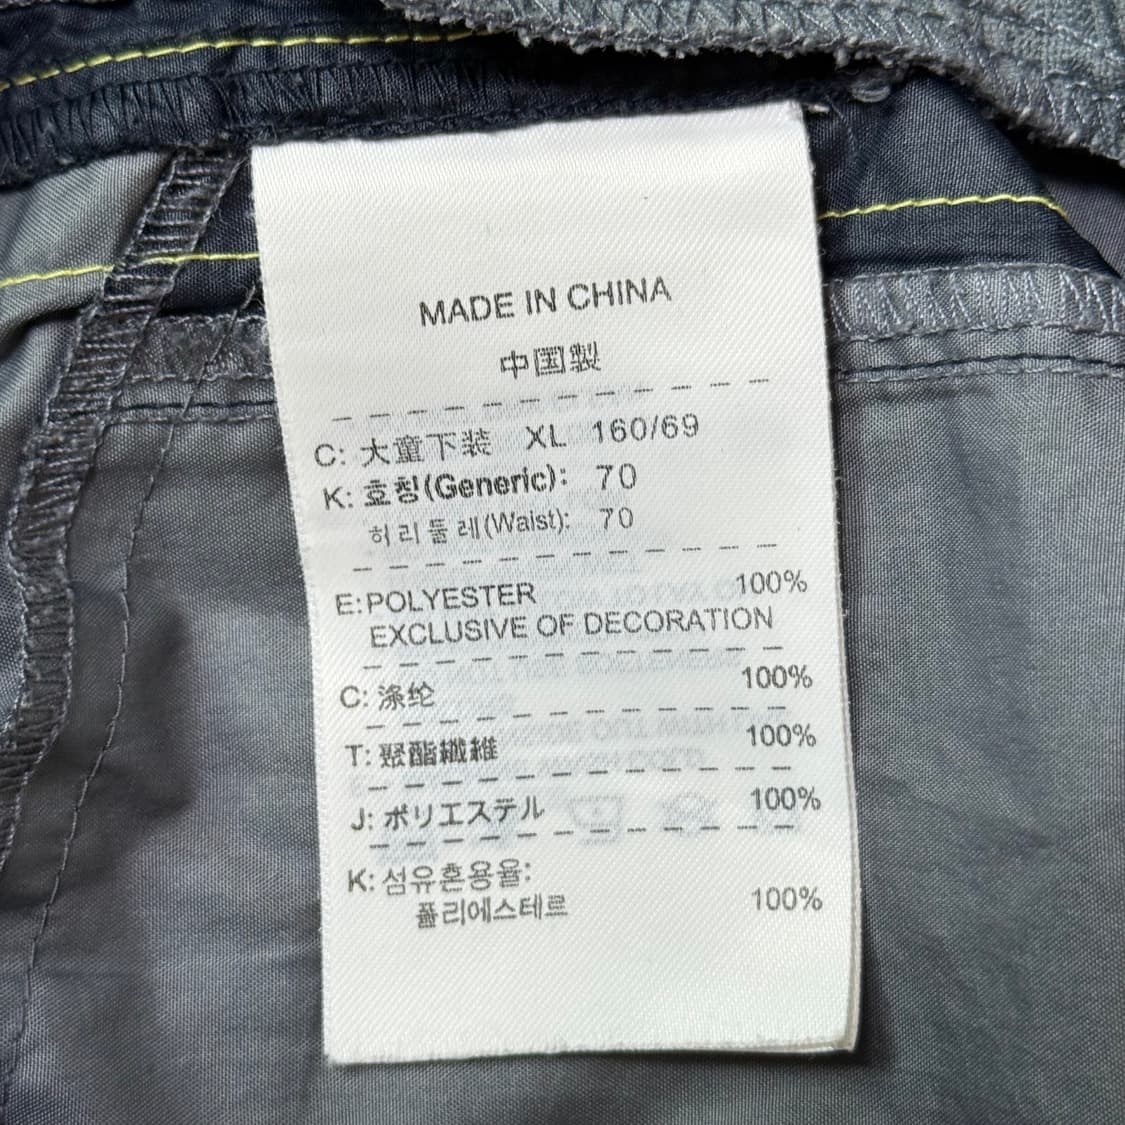 MADE IN CHINA
中国製
C: 大童下装 XL 160/69
K: 호칭(Generic): 70
허리둘레(Waist): 70
E:POLYESTER 100%
EXCLUSIVE OF DECORATION
C: 涤纶 100%
T: 聚酯纖維 100%
J: ポリエステル 100%
K: 섬유혼용율:
폴리에스테르 100%